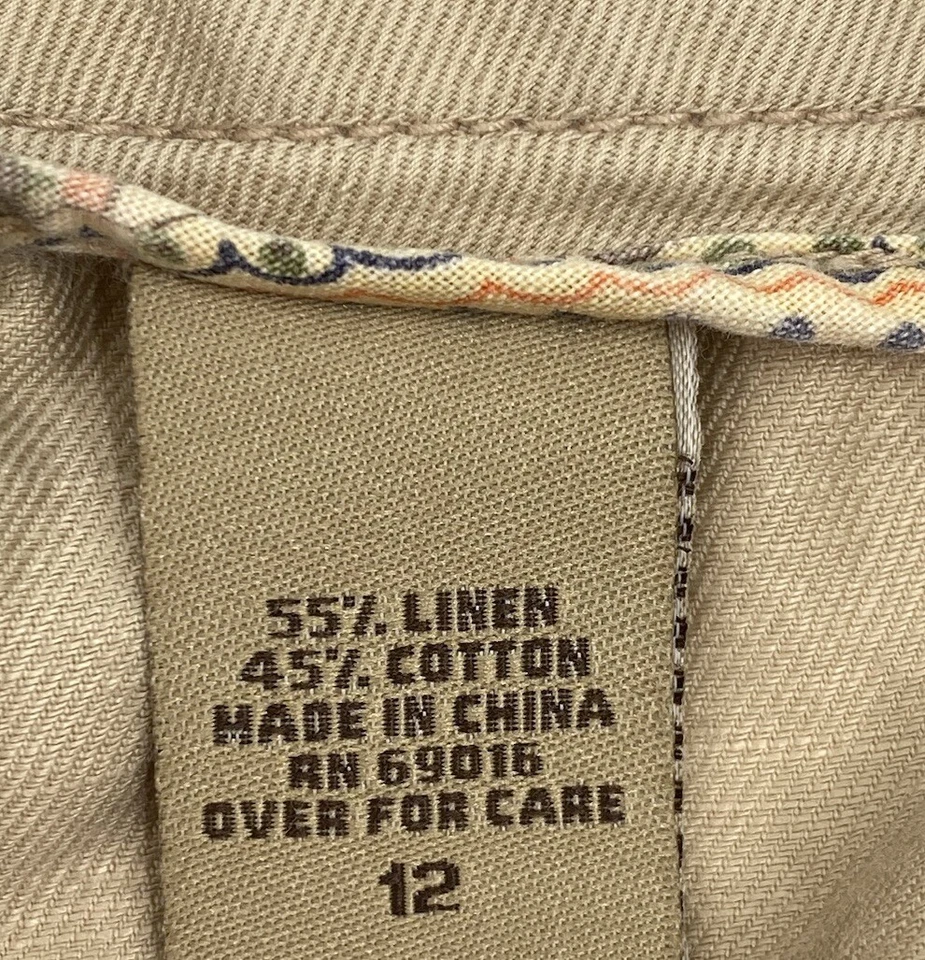 55% LINEN
45% COTTON
MADE IN CHINA
RN 69016
OVER FOR CARE
12